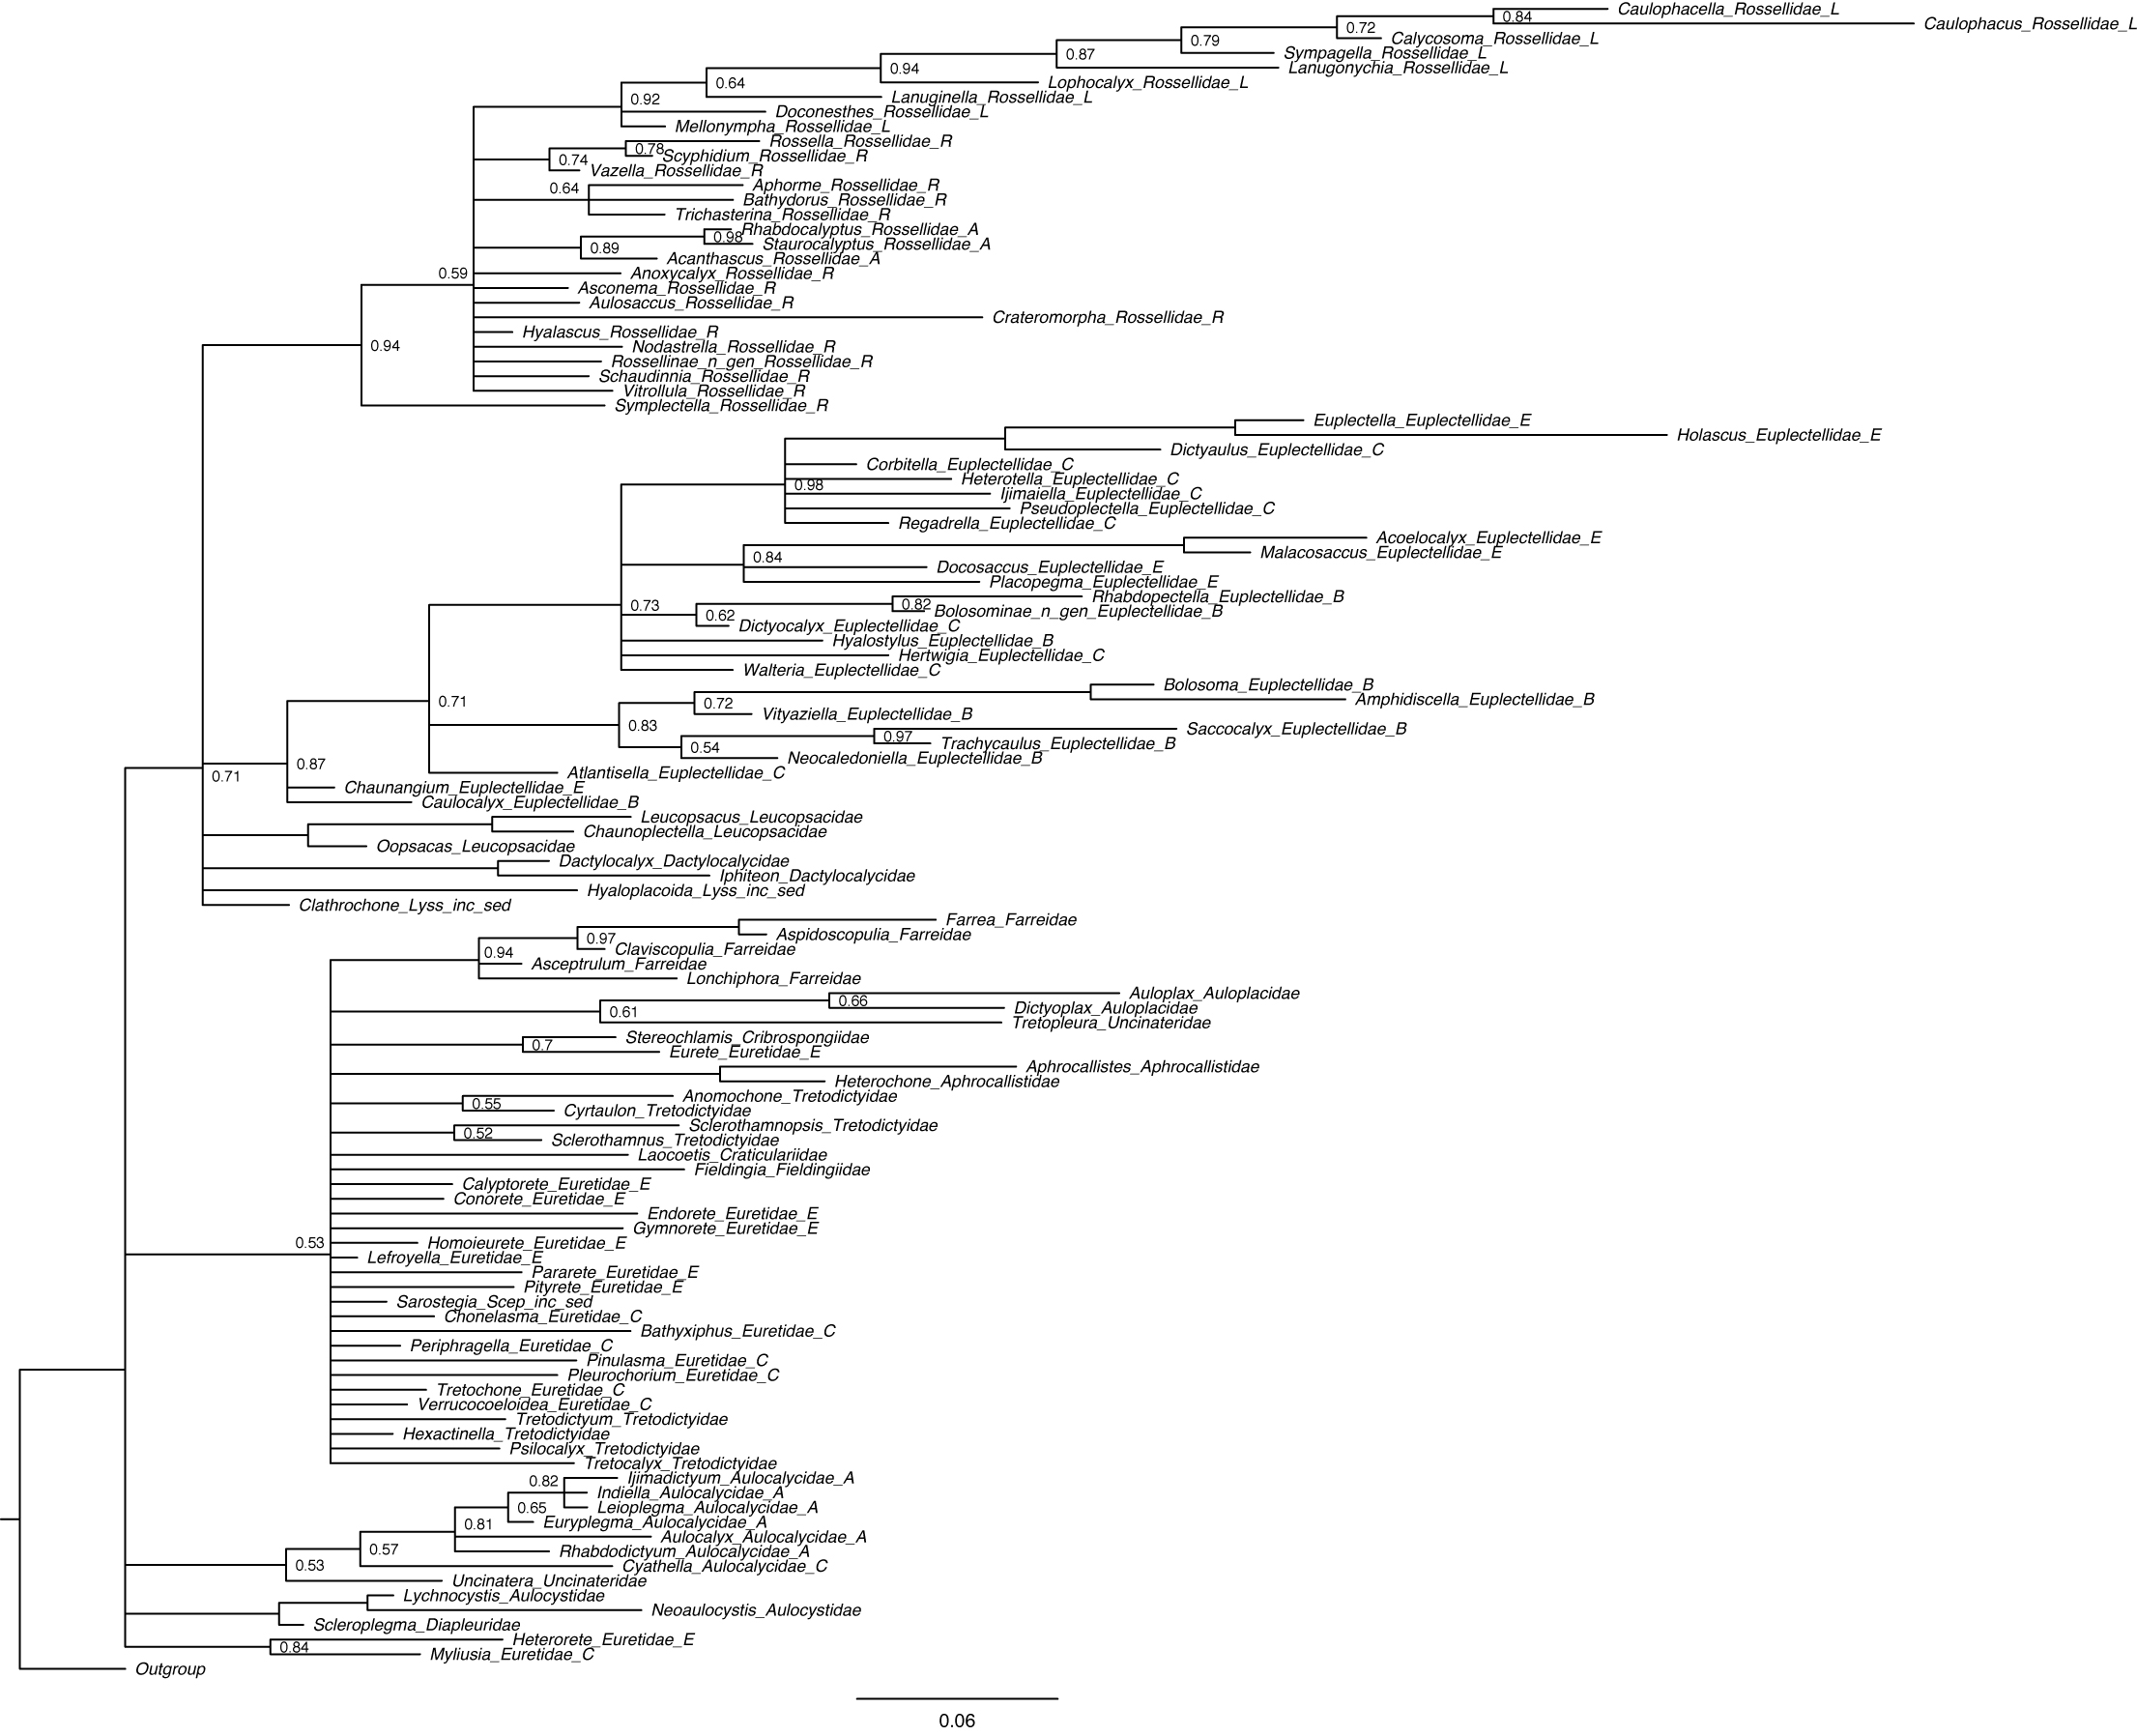 Caulophacella_Rossellidae_L
0.84
Caulophacus_Rossellidae_L
0.72
Calycosoma_Rossellidae_L
0.79
Sympagella_Rossellidae_L
0.87
Lanugonychia_Rossellidae_L
0.94
Lophocalyx_Rossellidae_L
0.64
Lanuginella_Rossellidae_L
0.92
Doconesthes_Rossellidae_L
Mellonympha_Rossellidae_L
Rossella_Rossellidae_R
0.78
Scyphidium_Rossellidae_R
0.74
Vazella_Rossellidae_R
Aphorme_Rossellidae_R
0.64
Bathydorus_Rossellidae_R
Trichasterina_Rossellidae_R
Rhabdocalyptus_Rossellidae_A
0.98
Staurocalyptus_Rossellidae_A
0.89
Acanthascus_Rossellidae_A
0.59
Anoxycalyx_Rossellidae_R
Asconema_Rossellidae_R
Aulosaccus_Rossellidae_R
Crateromorpha_Rossellidae_R
Hyalascus_Rossellidae_R
0.94
Nodastrella_Rossellidae_R
Rossellinae_n_gen_Rossellidae_R
Schaudinnia_Rossellidae_R
Vitrollula_Rossellidae_R
Symplectella_Rossellidae_R
Euplectella_Euplectellidae_E
Holascus_Euplectellidae_E
Dictyaulus_Euplectellidae_C
Corbitella_Euplectellidae_C
Heterotella_Euplectellidae_C
0.98
Ijimaiella_Euplectellidae_C
Pseudoplectella_Euplectellidae_C
Regadrella_Euplectellidae_C
Acoelocalyx_Euplectellidae_E
Malacosaccus_Euplectellidae_E
0.84
Docosaccus_Euplectellidae_E
Placopegma_Euplectellidae_E
Rhabdopectella_Euplectellidae_B
0.73
0.82
Bolosominae_n_gen_Euplectellidae_B
0.62
Dictyocalyx_Euplectellidae_C
Hyalostylus_Euplectellidae_B
Hertwigia_Euplectellidae_C
Walteria_Euplectellidae_C
Bolosoma_Euplectellidae_B
0.71
0.72
Amphidiscella_Euplectellidae_B
Vityaziella_Euplectellidae_B
0.83
Saccocalyx_Euplectellidae_B
0.97
Trachycaulus_Euplectellidae_B
0.54
Neocaledoniella_Euplectellidae_B
0.87
0.71
Atlantisella_Euplectellidae_C
Chaunangium_Euplectellidae_E
Caulocalyx_Euplectellidae_B
Leucopsacus_Leucopsacidae
Chaunoplectella_Leucopsacidae
Oopsacas_Leucopsacidae
Dactylocalyx_Dactylocalycidae
Iphiteon_Dactylocalycidae
Hyaloplacoida_Lyss_inc_sed
Clathrochone_Lyss_inc_sed
Farrea_Farreidae
0.97
Aspidoscopulia_Farreidae
0.94
Claviscopulia_Farreidae
Asceptrulum_Farreidae
Lonchiphora_Farreidae
Auloplax_Auloplacidae
0.66
Dictyoplax_Auloplacidae
0.61
Tretopleura_Uncinateridae
Stereochlamis_Cribrospongiidae
0.7
Eurete_Euretidae_E
Aphrocallistes_Aphrocallistidae
Heterochone_Aphrocallistidae
Anomochone_Tretodictyidae
0.55
Cyrtaulon_Tretodictyidae
Sclerothamnopsis_Tretodictyidae
0.52
Sclerothamnus_Tretodictyidae
Laocoetis_Craticulariidae
Fieldingia_Fieldingiidae
Calyptorete_Euretidae_E
Conorete_Euretidae_E
Endorete_Euretidae_E
Gymnorete_Euretidae_E
0.53
Homoieurete_Euretidae_E
Lefroyella_Euretidae_E
Pararete_Euretidae_E
Pityrete_Euretidae_E
Sarostegia_Scep_inc_sed
Chonelasma_Euretidae_C
Bathyxiphus_Euretidae_C
Periphragella_Euretidae_C
Pinulasma_Euretidae_C
Pleurochorium_Euretidae_C
Tretochone_Euretidae_C
Verrucocoeloidea_Euretidae_C
Tretodictyum_Tretodictyidae
Hexactinella_Tretodictyidae
Psilocalyx_Tretodictyidae
Tretocalyx_Tretodictyidae
0.82
Ijimadictyum_Aulocalycidae_A
Indiella_Aulocalycidae_A
0.65
Leioplegma_Aulocalycidae_A
0.81
Euryplegma_Aulocalycidae_A
Aulocalyx_Aulocalycidae_A
0.57
Rhabdodictyum_Aulocalycidae_A
0.53
Cyathella_Aulocalycidae_C
Uncinatera_Uncinateridae
Lychnocystis_Aulocystidae
Neoaulocystis_Aulocystidae
Scleroplegma_Diapleuridae
Heterorete_Euretidae_E
0.84
Myliusia_Euretidae_C
Outgroup
0.06